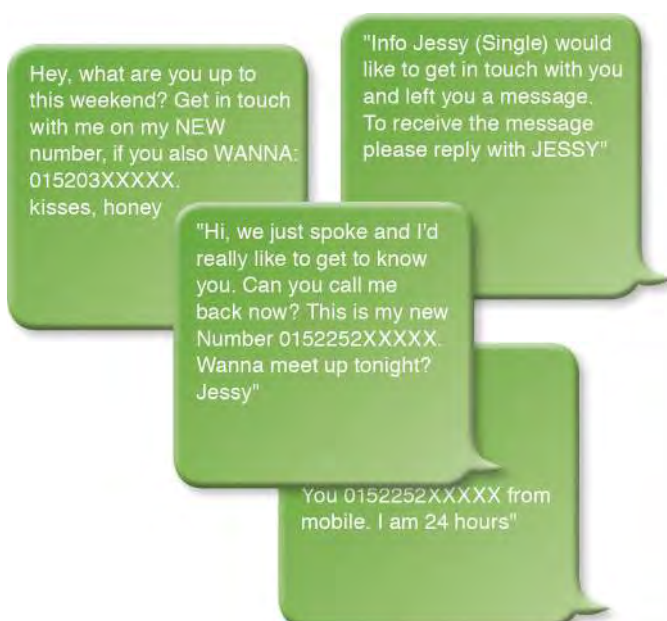 Hey, what are you up to
this weekend? Get in touch
with me on my NEW
number, if you also WANNA:
015203XXXXX.
kisses, honey
"Info Jessy (Single) would
like to get in touch with you
and left you a message.
To receive the message
please reply with JESSY"
"Hi, we just spoke and I'd
really like to get to know
you. Can you call me
back now? This is my new
Number 0152252XXXXX.
Wanna meet up tonight?
Jessy"
You 0152252XXXXX from
mobile. I am 24 hours"